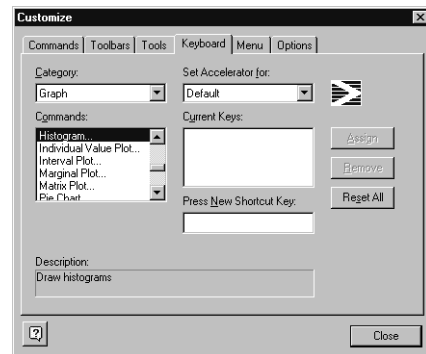 Customize
Commands Toolbars Tools Keyboard Menu Options
Category: Set Accelerator for:
Graph Default
Commands: Current Keys:
Histogram...
Individual Value Plot...
Interval Plot...
Marginal Plot...
Matrix Plot...
Pie Chart
Assign
Remove
Reset All
Press New Shortcut Key:
Description:
Draw histograms
Close